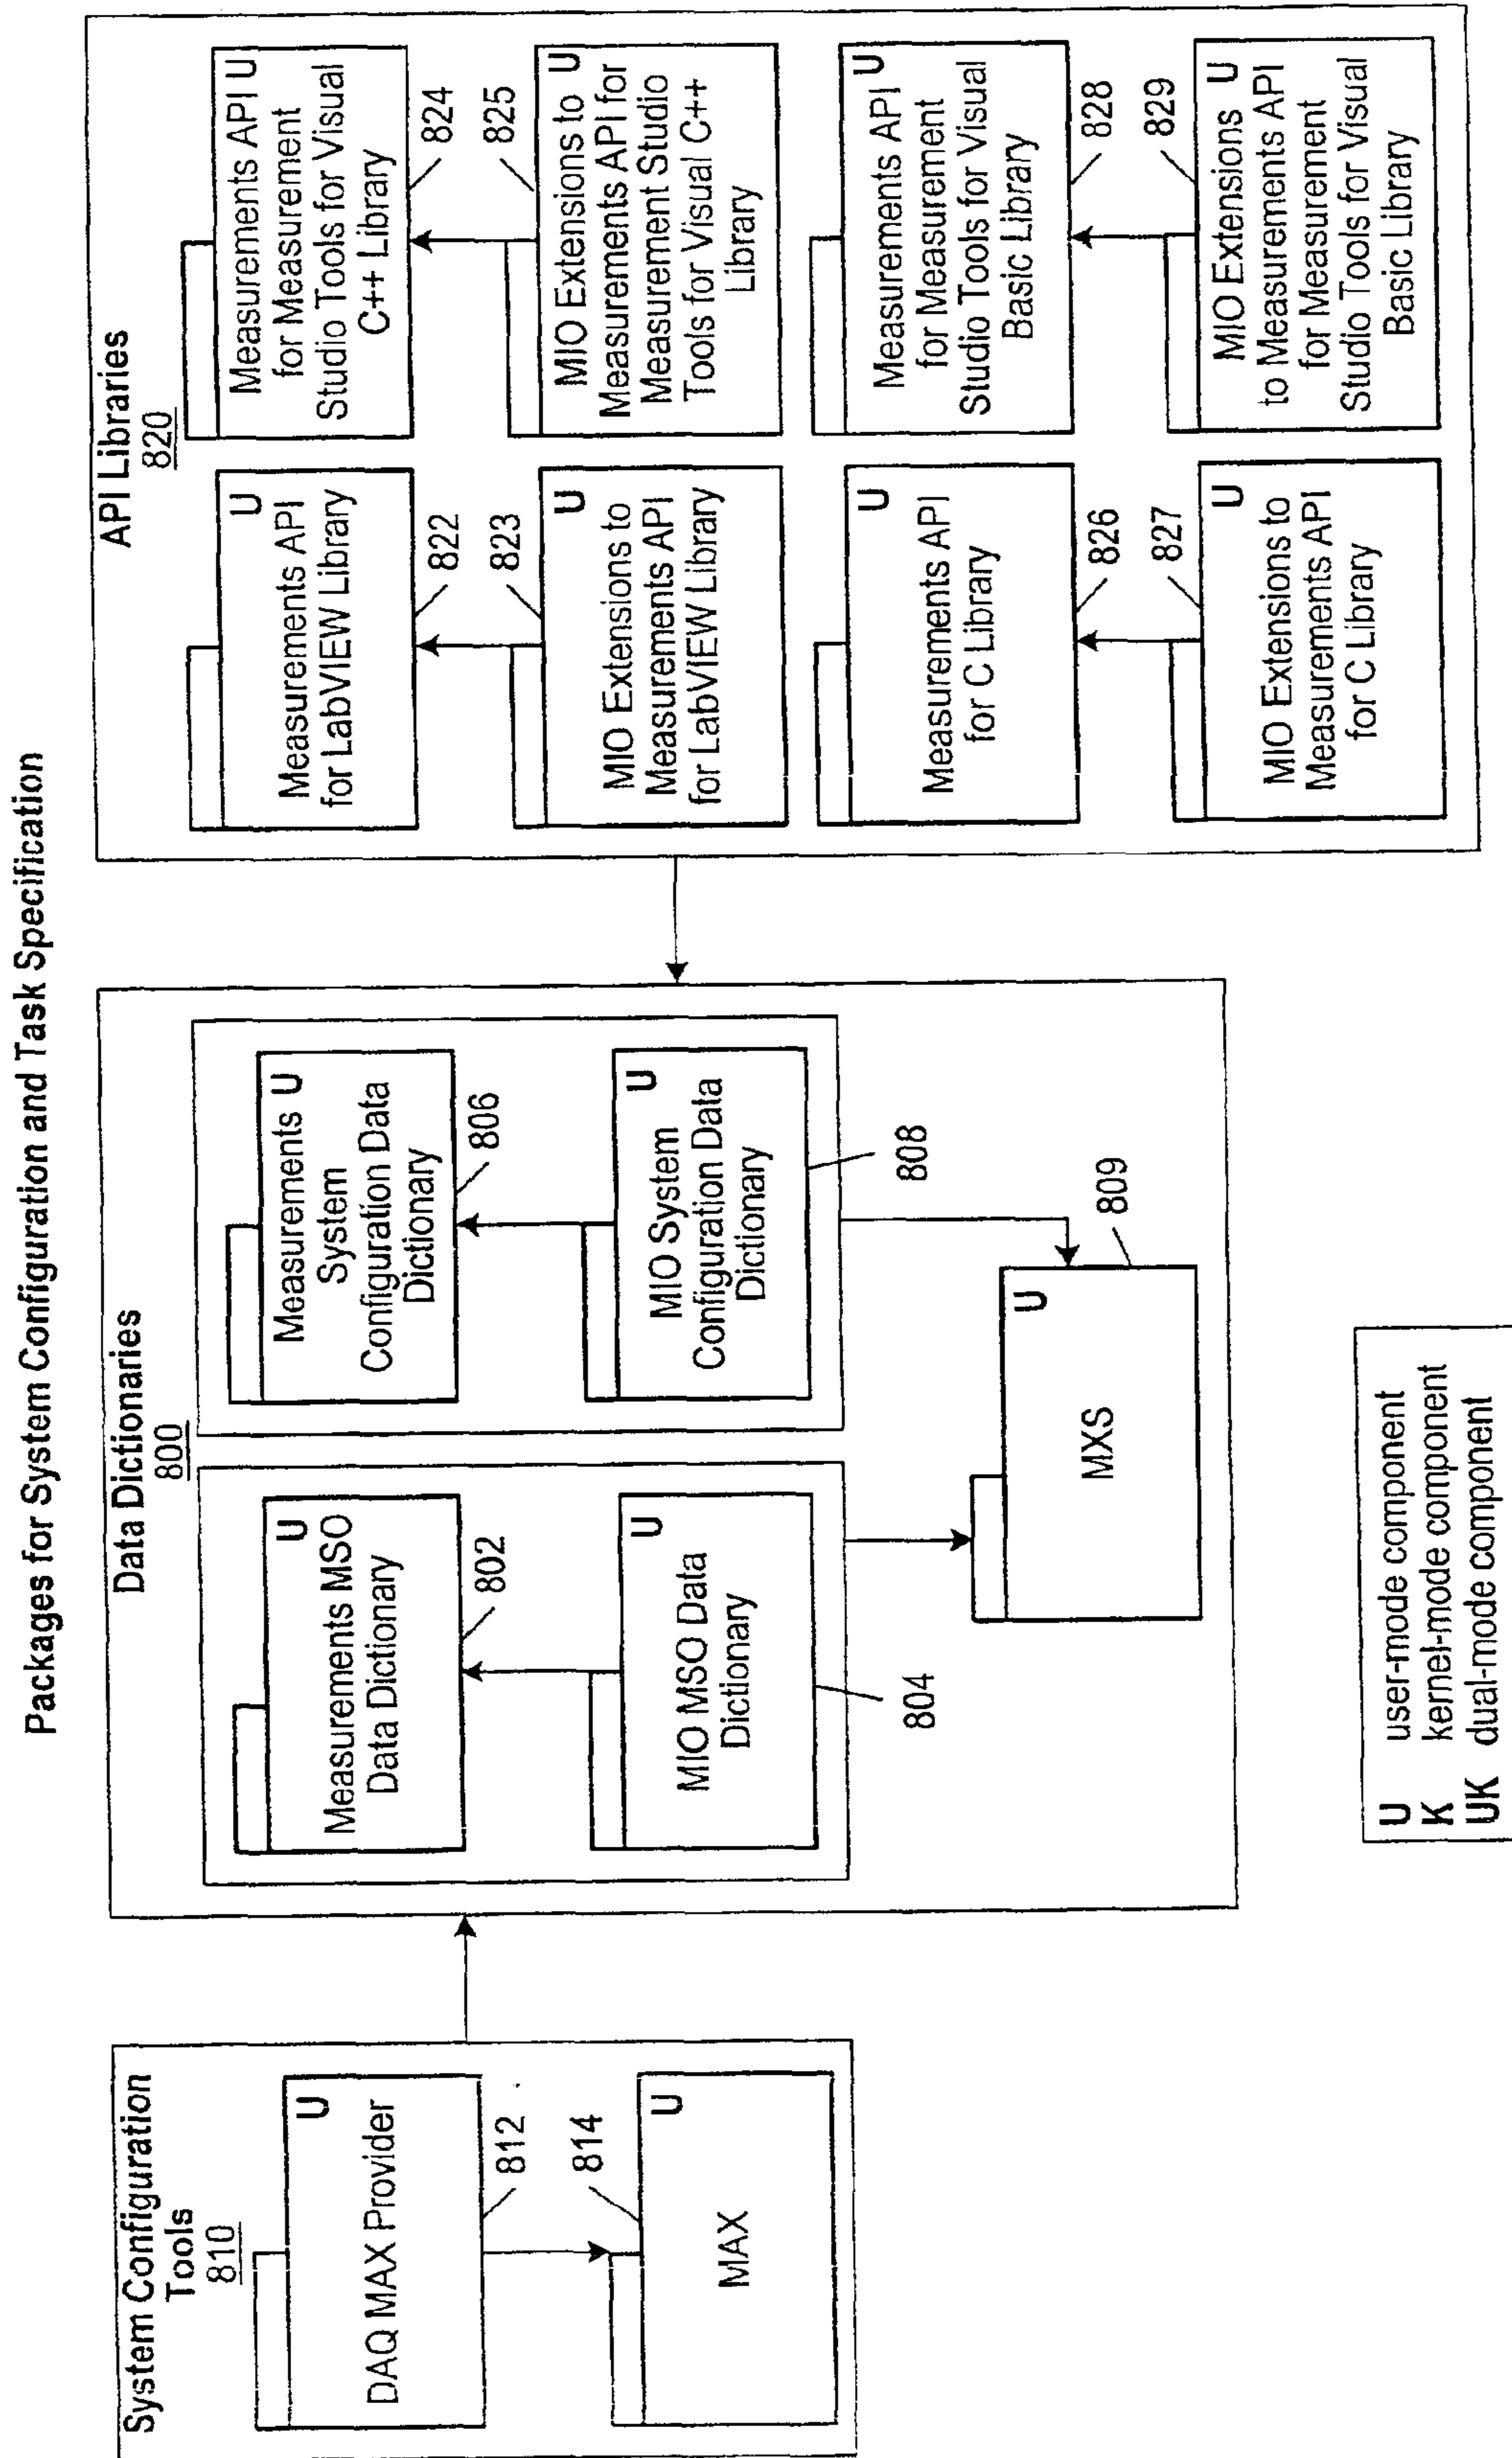 Packages for System Configuration and Task Specification
System Configuration
Tools
810
DAQ MAX Provider
U
812
814
MAX
U
Data Dictionaries
800
Measurements MSO
Data Dictionary
U
802
MIO MSO Data
Dictionary
U
804
Measurements
System
Configuration Data
Dictionary
U
806
MIO System
Configuration Data
Dictionary
U
808
MXS
U
809
API Libraries
820
Measurements API
for LabVIEW Library
U
822
823
MIO Extensions to
Measurements API
for LabVIEW Library
U
Measurements API
for Measurement
Studio Tools for Visual
C++ Library
U
824
825
MIO Extensions to
Measurements API for
Measurement Studio
Tools for Visual C++
Library
U
Measurements API
for C Library
U
826
827
MIO Extensions to
Measurements API
for C Library
U
Measurements API
for Measurement
Studio Tools for Visual
Basic Library
U
828
829
MIO Extensions
to Measurements API
for Measurement
Studio Tools for Visual
Basic Library
U
U user-mode component
K kernel-mode component
UK dual-mode component